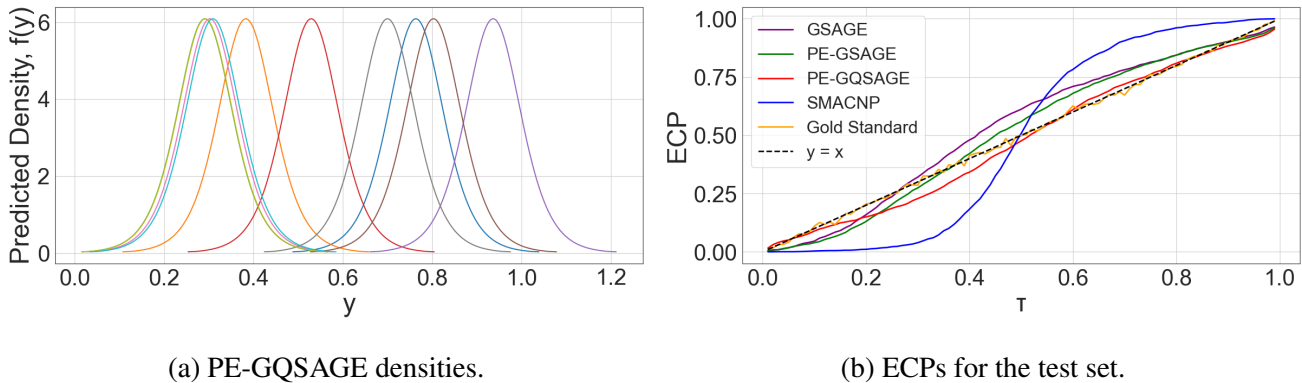 Predicted Density, f(y)
6
4
2
0
0.0 0.2 0.4 0.6 0.8 1.0 1.2
y
(a) PE-GQSAGE densities.
ECP
1.00
0.75
0.50
0.25
0.00
GSAGE
PE-GSAGE
PE-GQSAGE
SMACNP
Gold Standard
y = x
0.0 0.2 0.4 0.6 0.8 1.0
τ
(b) ECPs for the test set.